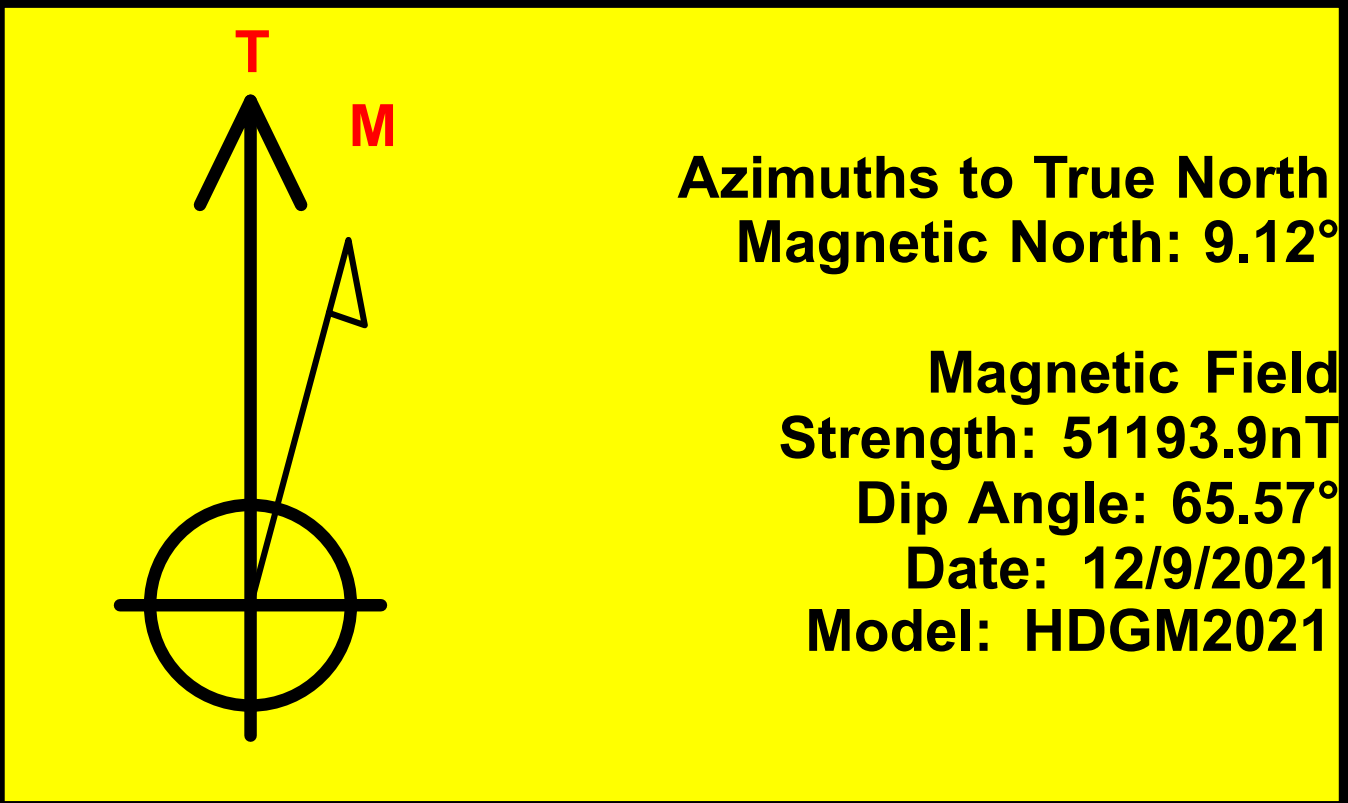 T
M
Azimuths to True North
Magnetic North: 9.12°
Magnetic Field
Strength: 51193.9nT
Dip Angle: 65.57°
Date: 12/9/2021
Model: HDGM2021